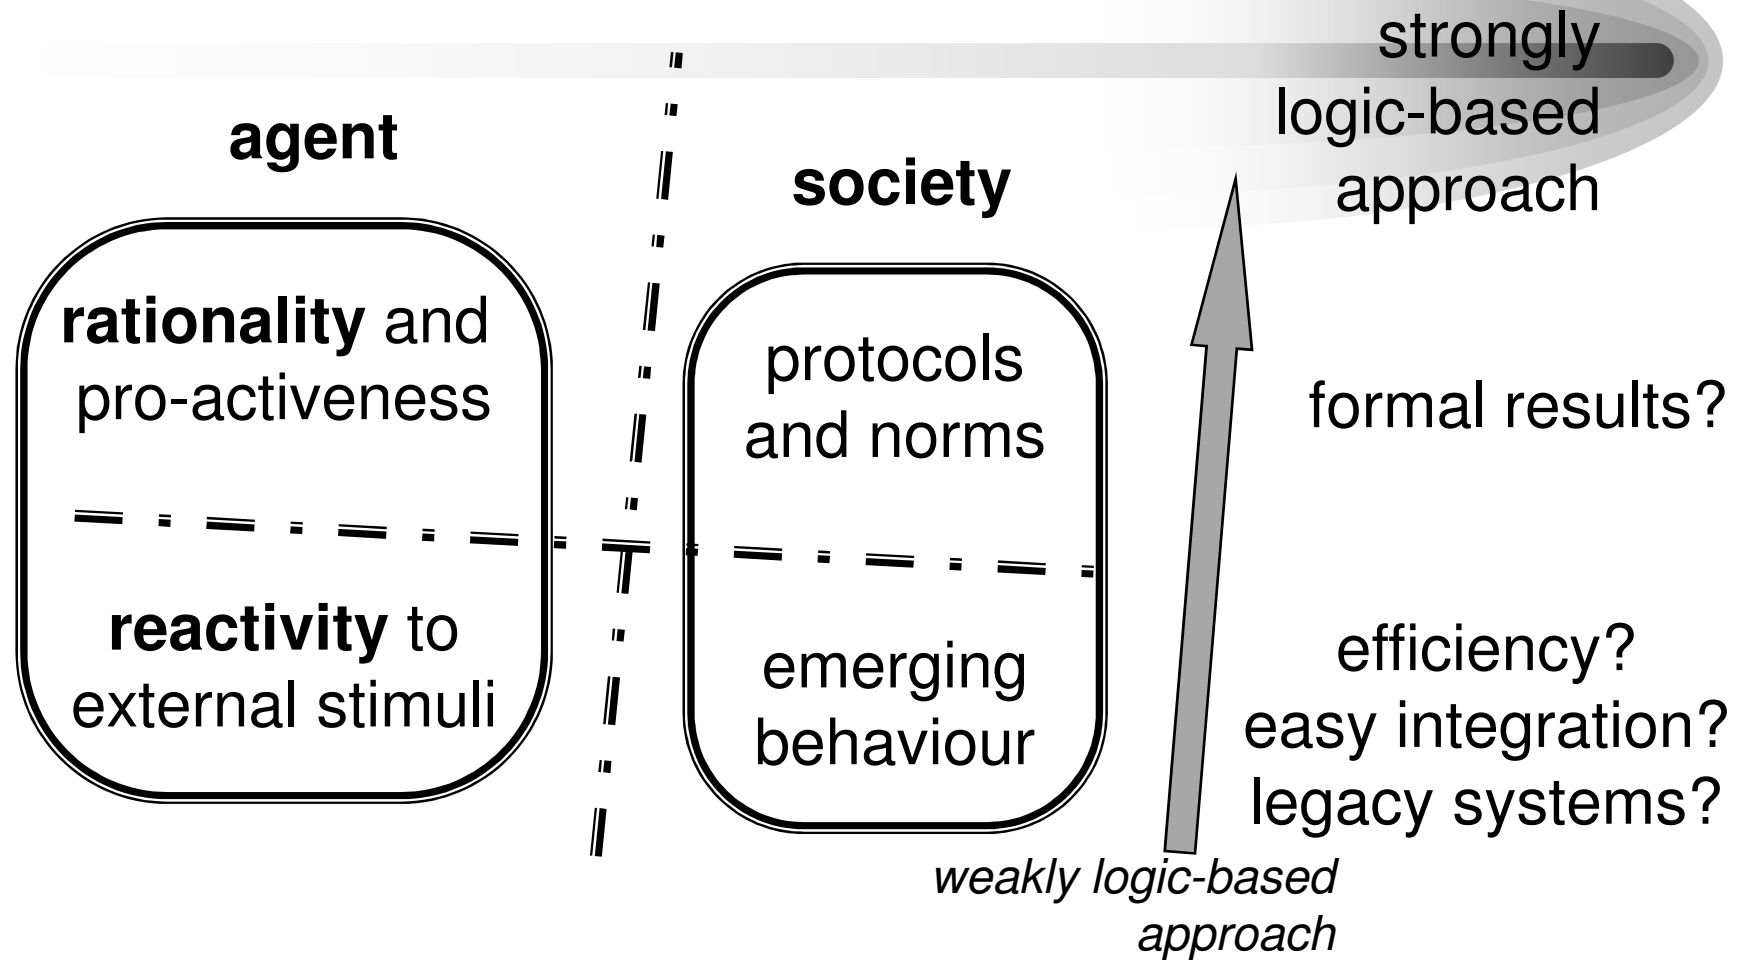 strongly
logic-based
approach
agent
society
rationality and
pro-activeness
protocols
and norms
formal results?
reactivity to
external stimuli
emerging
behaviour
efficiency?
easy integration?
legacy systems?
weakly logic-based
approach